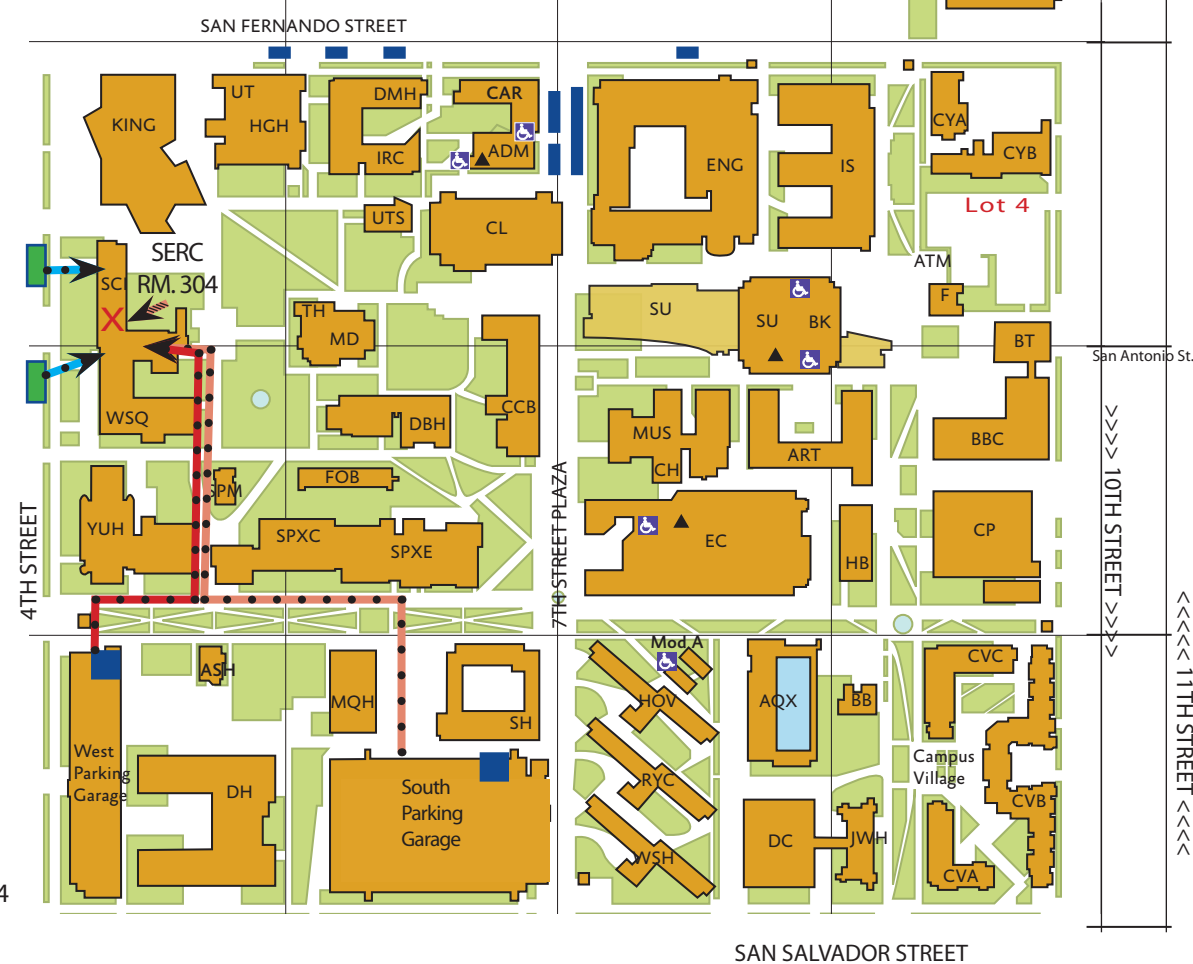 SAN FERNANDO STREET
KING
UT
HGH
DMH
IRC
CAR
ADM
ENG
IS
CYA
CYB
Lot 4
UTS
CL
SERC
RM. 304
SCI
X
ATM
F
SU
SU
BK
TH
MD
BT
San Antonio St.
WSQ
DBH
CCB
MUS
CH
ART
BBC
>>>> 10TH STREET >>>>
YUH
SPM
FOB
SPXC
SPXE
7TH STREET PLAZA
EC
HB
CP
4TH STREET
<<<< 11TH STREET <<<<
ASH
MQH
SH
Mod A
HOV
AQX
BB
CVC
West
Parking
Garage
DH
South
Parking
Garage
RYC
Campus
Village
CVB
WSH
DC
JWH
CVA
4
SAN SALVADOR STREET